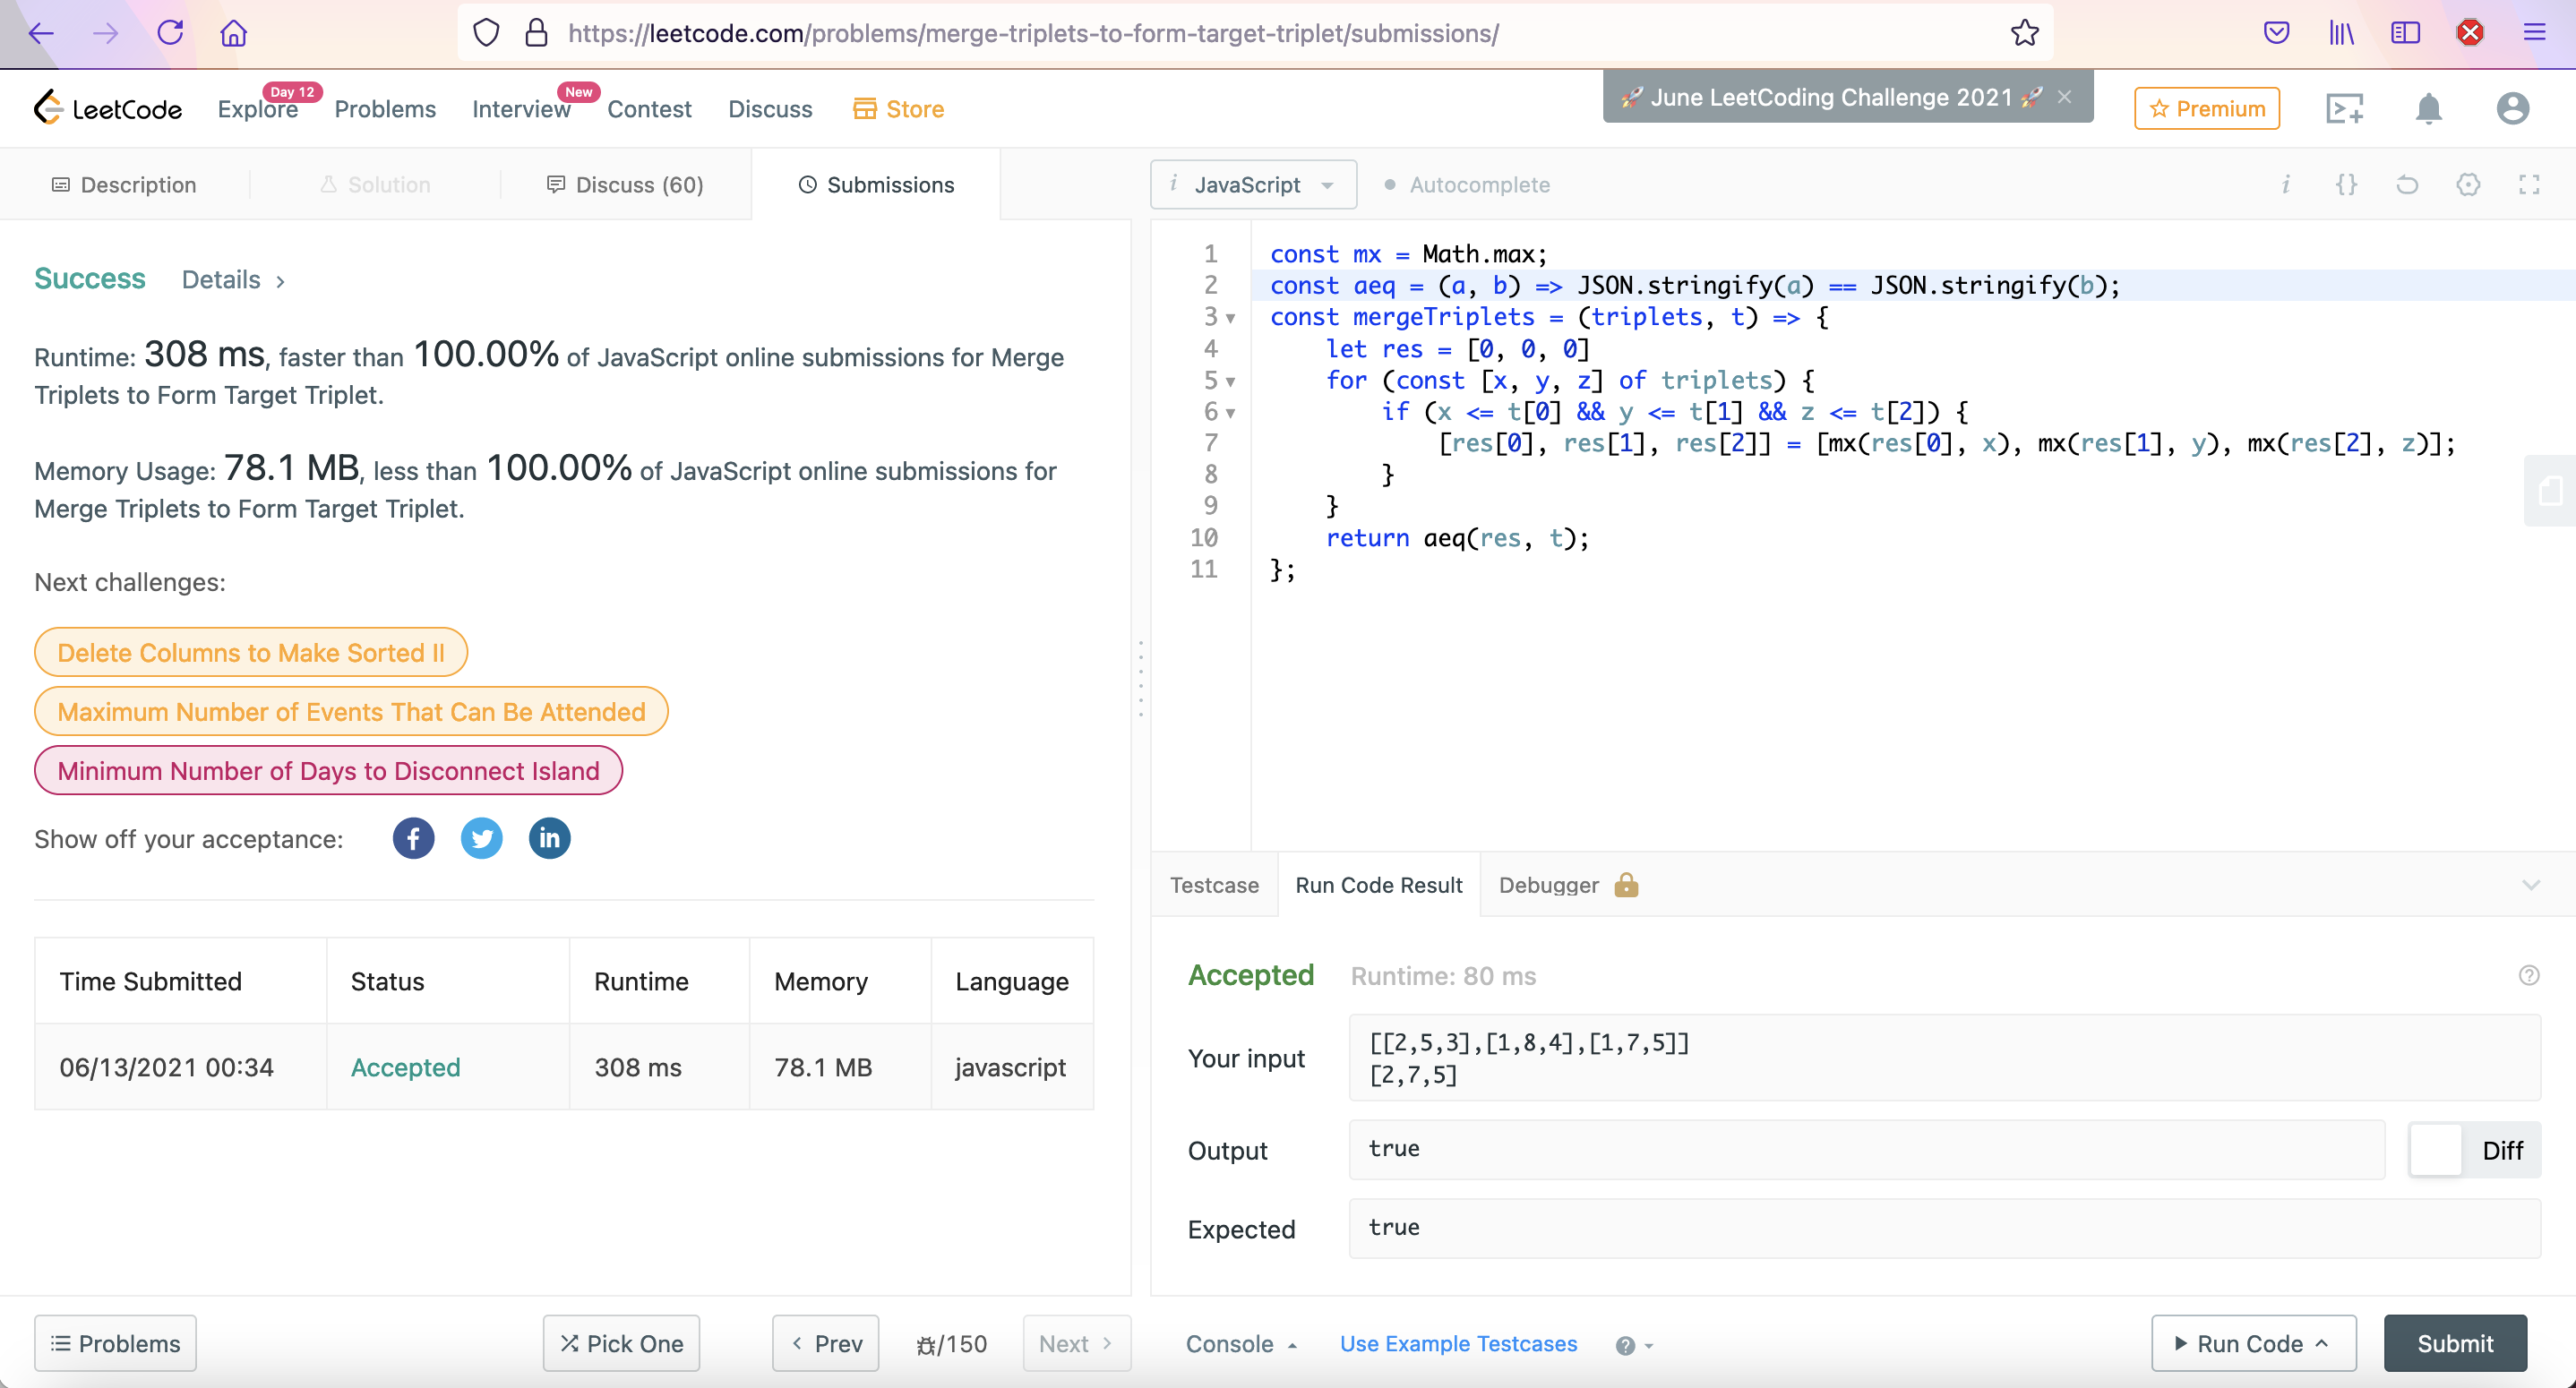 https://leetcode.com/problems/merge-triplets-to-form-target-triplet/submissions/
LeetCode
Explore
Day 12
Problems
Interview
New
Contest
Discuss
Store
🚀 June LeetCoding Challenge 2021 🚀 ×
Premium
Description
Solution
Discuss (60)
Submissions
i JavaScript
Autocomplete
Success Details >
Runtime: 308 ms, faster than 100.00% of JavaScript online submissions for Merge
Triplets to Form Target Triplet.
Memory Usage: 78.1 MB, less than 100.00% of JavaScript online submissions for
Merge Triplets to Form Target Triplet.
Next challenges:
Delete Columns to Make Sorted II
Maximum Number of Events That Can Be Attended
Minimum Number of Days to Disconnect Island
Show off your acceptance:
Time Submitted Status Runtime Memory Language
06/13/2021 00:34 Accepted 308 ms 78.1 MB javascript
1 const mx = Math.max;
2 const aeq = (a, b) => JSON.stringify(a) == JSON.stringify(b);
3 const mergeTriplets = (triplets, t) => {
4 let res = [0, 0, 0]
5 for (const [x, y, z] of triplets) {
6 if (x <= t[0] && y <= t[1] && z <= t[2]) {
7 [res[0], res[1], res[2]] = [mx(res[0], x), mx(res[1], y), mx(res[2], z)];
8 }
9 }
10 return aeq(res, t);
11 };
Testcase
Run Code Result
Debugger
Accepted Runtime: 80 ms
Your input
[[2,5,3],[1,8,4],[1,7,5]]
[2,7,5]
Output
true
Diff
Expected
true
Problems
Pick One
Prev
/150
Next
Console
Use Example Testcases
Run Code
Submit